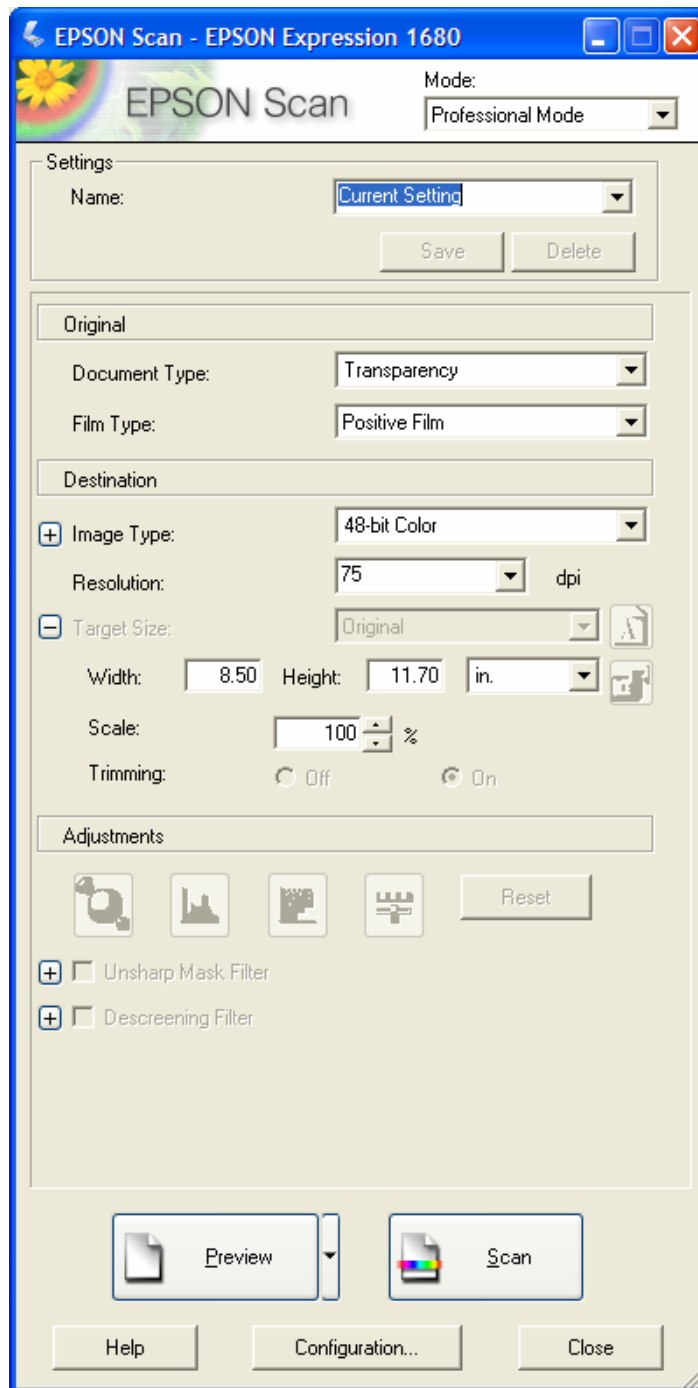 EPSON Scan - EPSON Expression 1680
EPSON Scan
Mode:
Professional Mode
Settings
Name: Current Setting
Save Delete
Original
Document Type: Transparency
Film Type: Positive Film
Destination
Image Type: 48-bit Color
Resolution: 75 dpi
Target Size: Original
Width: 8.50 Height: 11.70 in.
Scale: 100 %
Trimming: Off On
Adjustments
Reset
Unsharp Mask Filter
Descreening Filter
Preview Scan
Help Configuration... Close